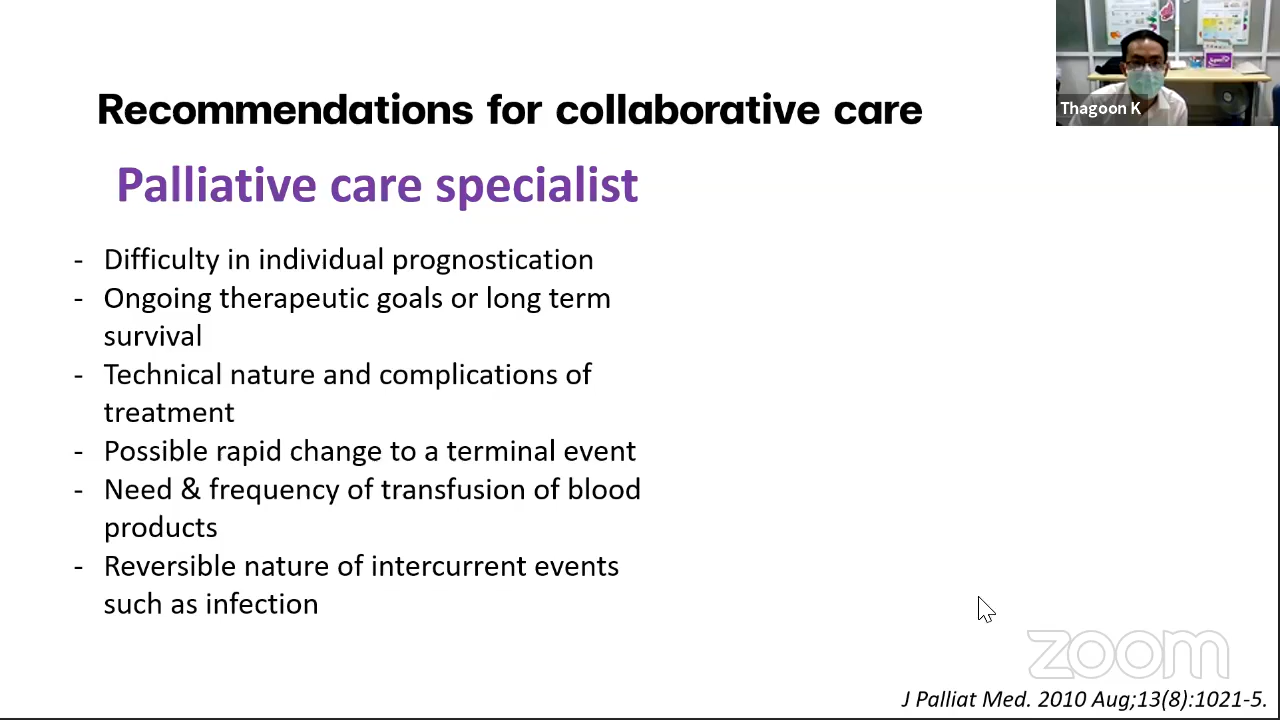 Recommendations for collaborative care
Thagoon K
Palliative care specialist
- Difficulty in individual prognostication
- Ongoing therapeutic goals or long term
survival
- Technical nature and complications of
treatment
- Possible rapid change to a terminal event
- Need & frequency of transfusion of blood
products
- Reversible nature of intercurrent events
such as infection
zoom
J Palliat Med. 2010 Aug;13(8):1021-5.